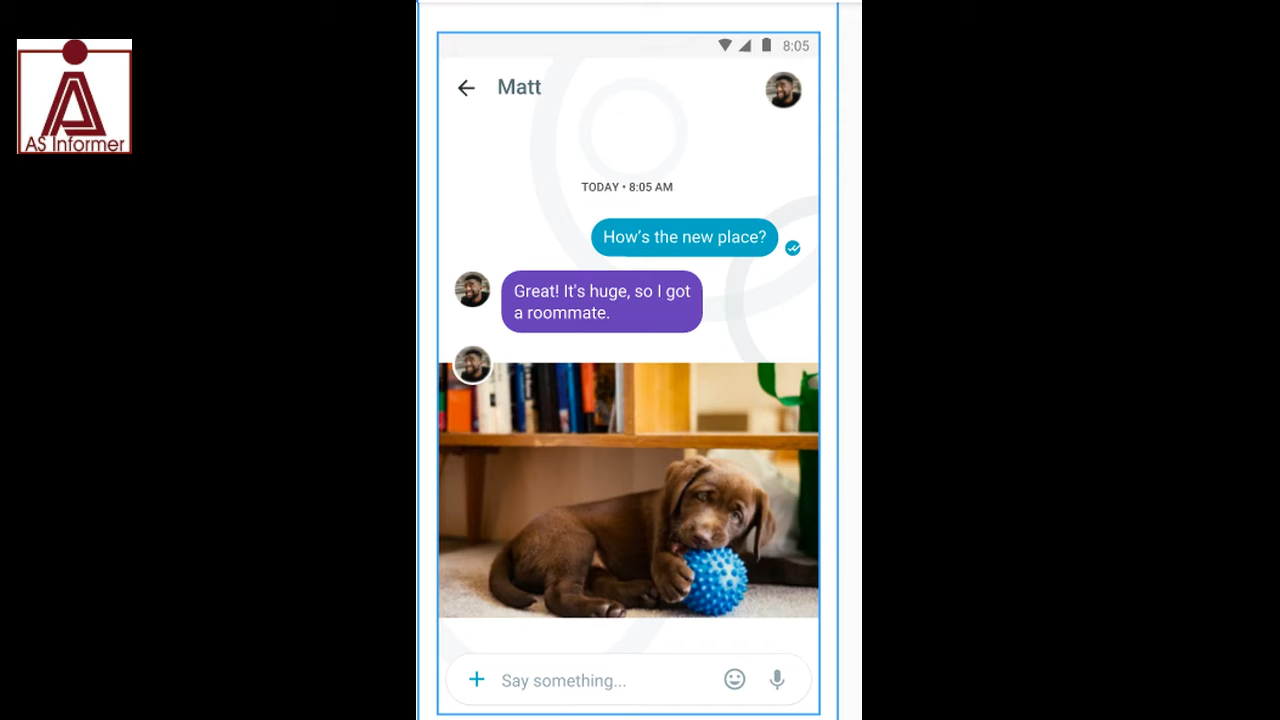 AS Informer
8:05
Matt
TODAY • 8:05 AM
How’s the new place?
Great! It's huge, so I got
a roommate.
Say something...